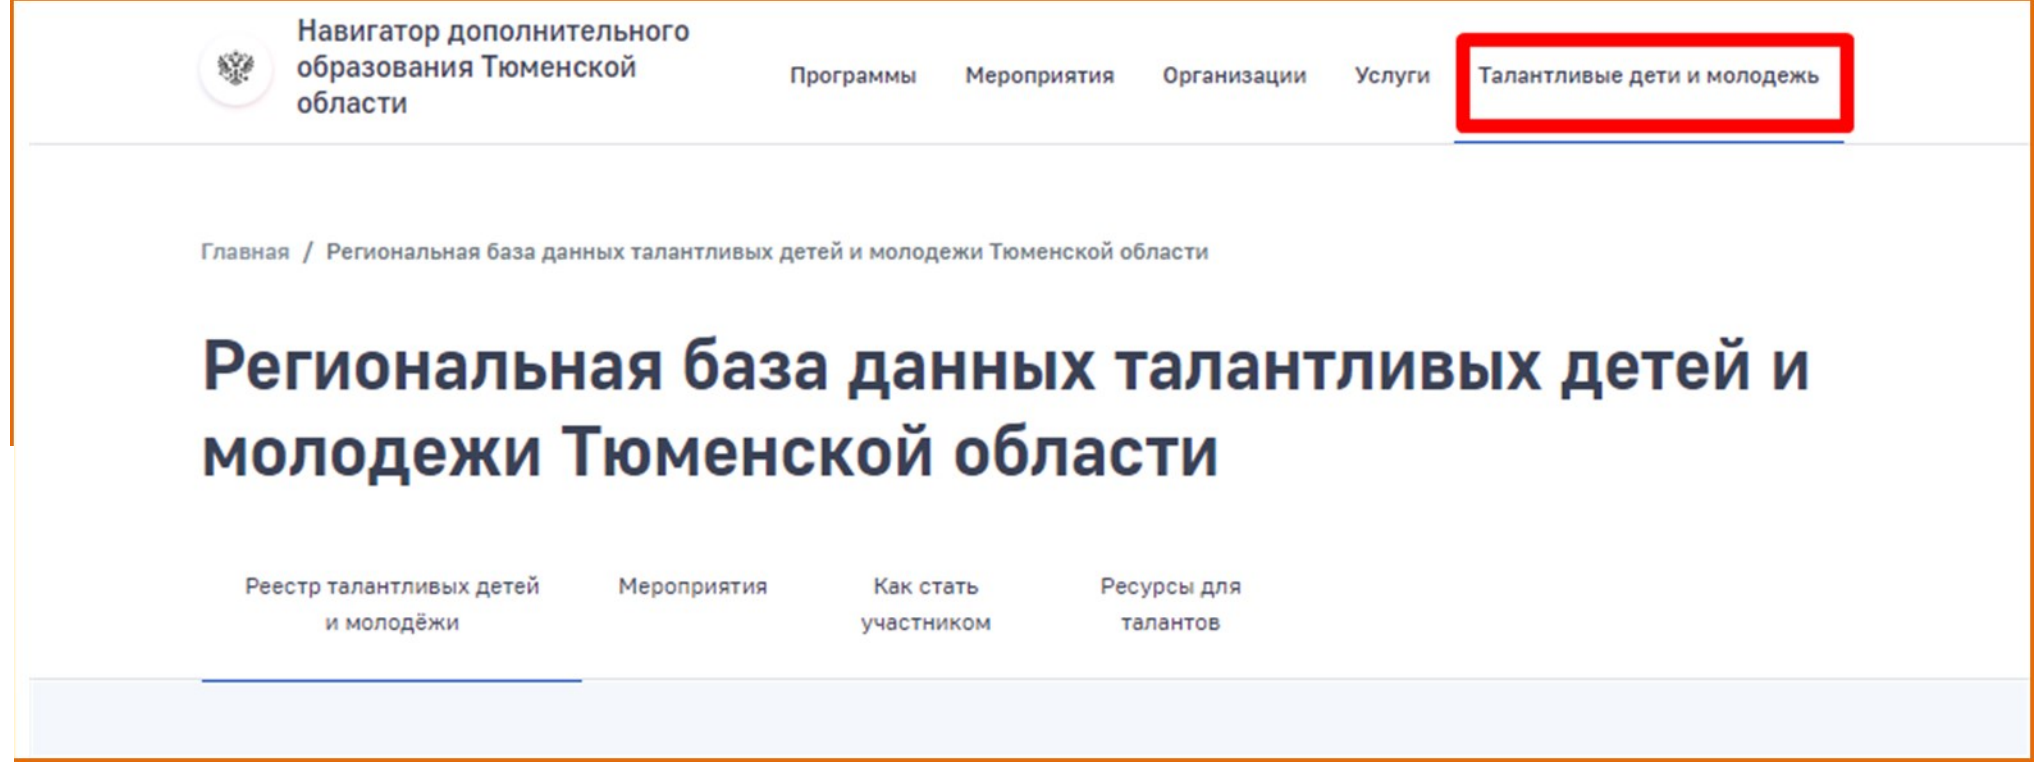 Навигатор дополнительного
образования Тюменской
области
Программы Мероприятия Организации Услуги Талантливые дети и молодежь
Главная / Региональная база данных талантливых детей и молодежи Тюменской области
Региональная база данных талантливых детей и
молодежи Тюменской области
Реестр талантливых детей
и молодёжи
Мероприятия
Как стать
участником
Ресурсы для
талантов